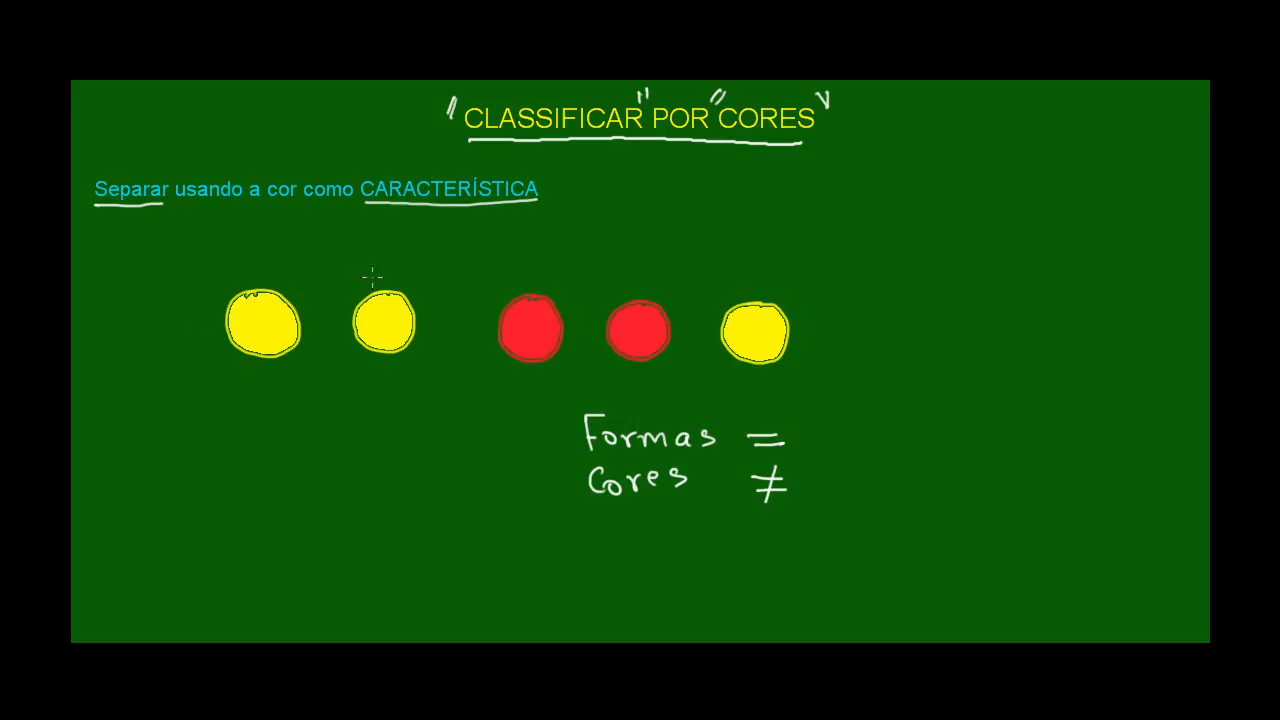 "CLASSIFICAR" POR "CORES"
Separar usando a cor como CARACTERÍSTICA
Formas =
Cores ≠